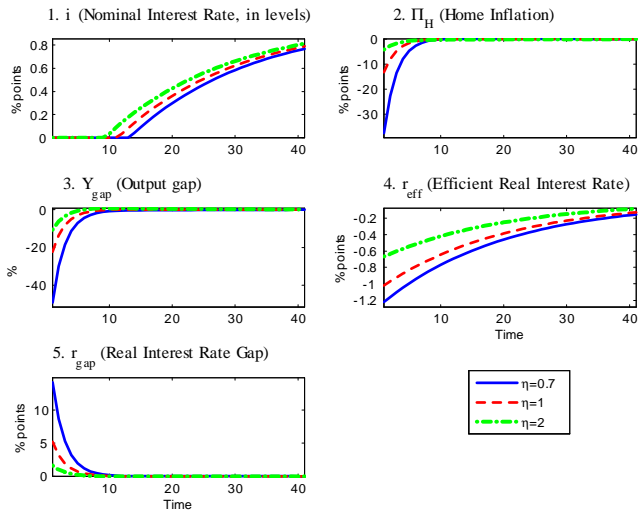 1. i (Nominal Interest Rate, in levels)
% points
0.8
0.6
0.4
0.2
0
10 20 30 40
2. Π_H (Home Inflation)
% points
0
-10
-20
-30
10 20 30 40
3. Y_gap (Output gap)
%
0
-20
-40
10 20 30 40
4. r_eff (Efficient Real Interest Rate)
% points
-0.2
-0.4
-0.6
-0.8
-1
-1.2
10 20 30 40
Time
5. r_gap (Real Interest Rate Gap)
% points
10
5
0
10 20 30 40
Time
η=0.7
η=1
η=2